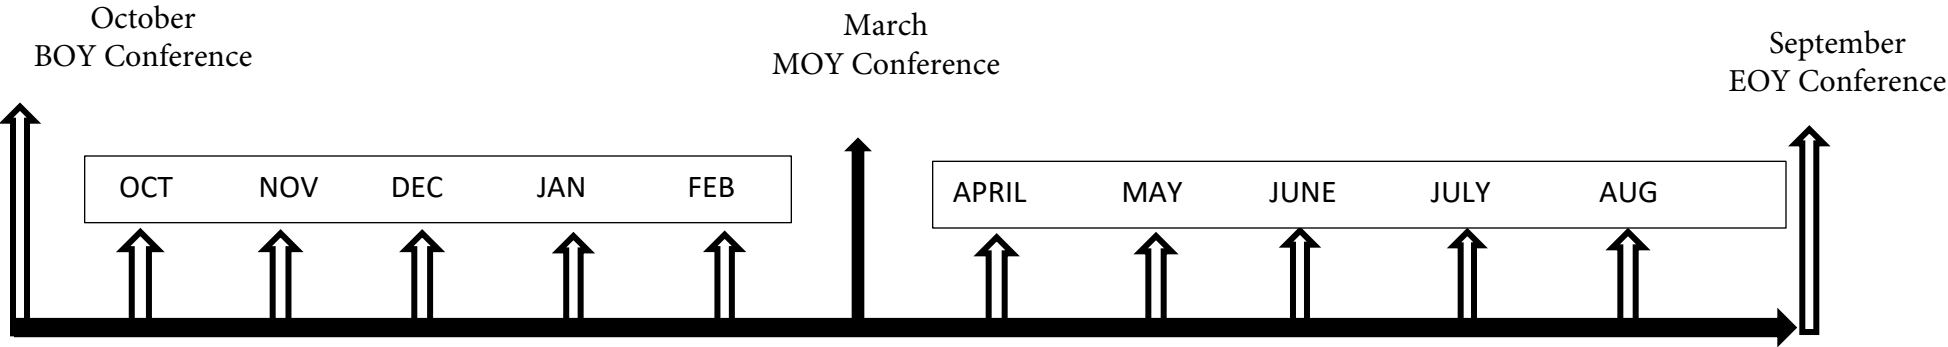 October
BOY Conference
March
MOY Conference
September
EOY Conference
OCT NOV DEC JAN FEB
APRIL MAY JUNE JULY AUG